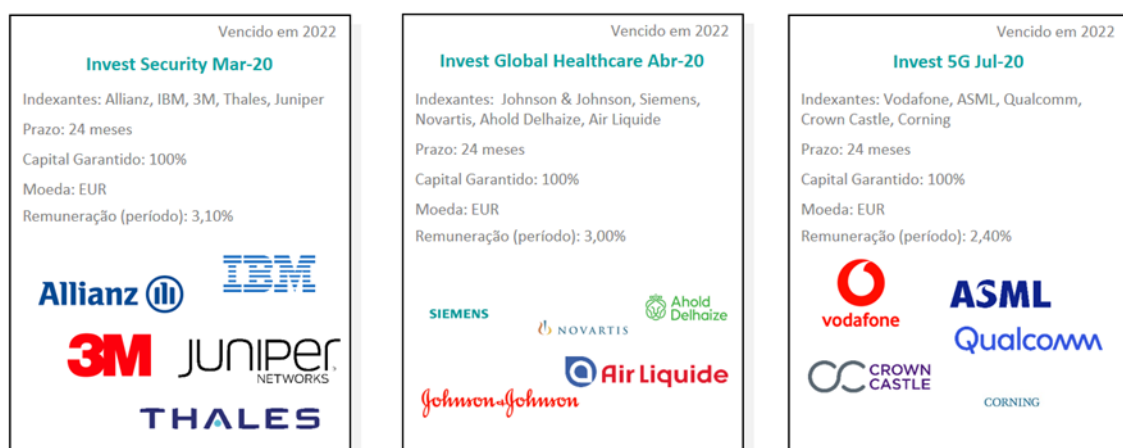 Vencido em 2022
Invest Security Mar-20
Indexantes: Allianz, IBM, 3M, Thales, Juniper
Prazo: 24 meses
Capital Garantido: 100%
Moeda: EUR
Remuneração (período): 3,10%
Allianz
IBM
3M
JUNIPER
NETWORKS
THALES
Vencido em 2022
Invest Global Healthcare Abr-20
Indexantes: Johnson & Johnson, Siemens,
Novartis, Ahold Delhaize, Air Liquide
Prazo: 24 meses
Capital Garantido: 100%
Moeda: EUR
Remuneração (período): 3,00%
SIEMENS
NOVARTIS
Ahold
Delhaize
Air Liquide
Johnson & Johnson
Vencido em 2022
Invest 5G Jul-20
Indexantes: Vodafone, ASML, Qualcomm,
Crown Castle, Corning
Prazo: 24 meses
Capital Garantido: 100%
Moeda: EUR
Remuneração (período): 2,40%
vodafone
ASML
Qualcomm
CROWN
CASTLE
CORNING